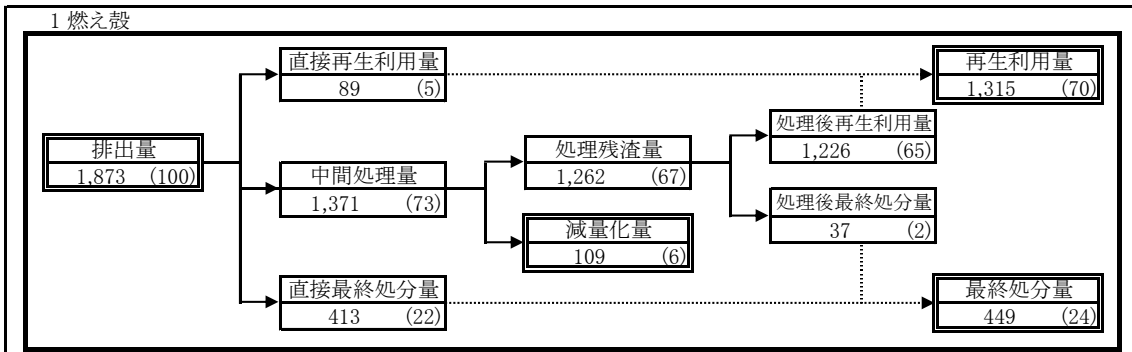 1 燃え殻
直接再生利用量
89 (5)
再生利用量
1,315 (70)
排出量
1,873 (100)
中間処理量
1,371 (73)
処理残渣量
1,262 (67)
処理後再生利用量
1,226 (65)
処理後最終処分量
37 (2)
減量化量
109 (6)
直接最終処分量
413 (22)
最終処分量
449 (24)